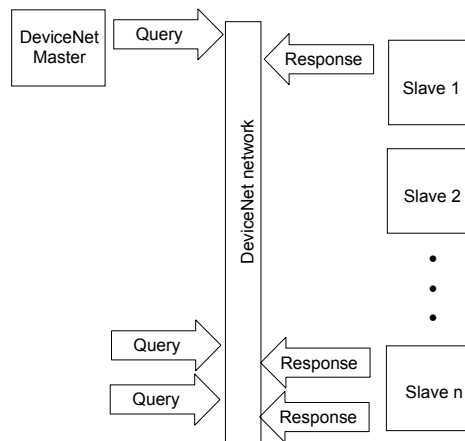 DeviceNet
Master
Query
Response
Slave 1
DeviceNet network
Slave 2
Query
Response
Query
Response
Slave n